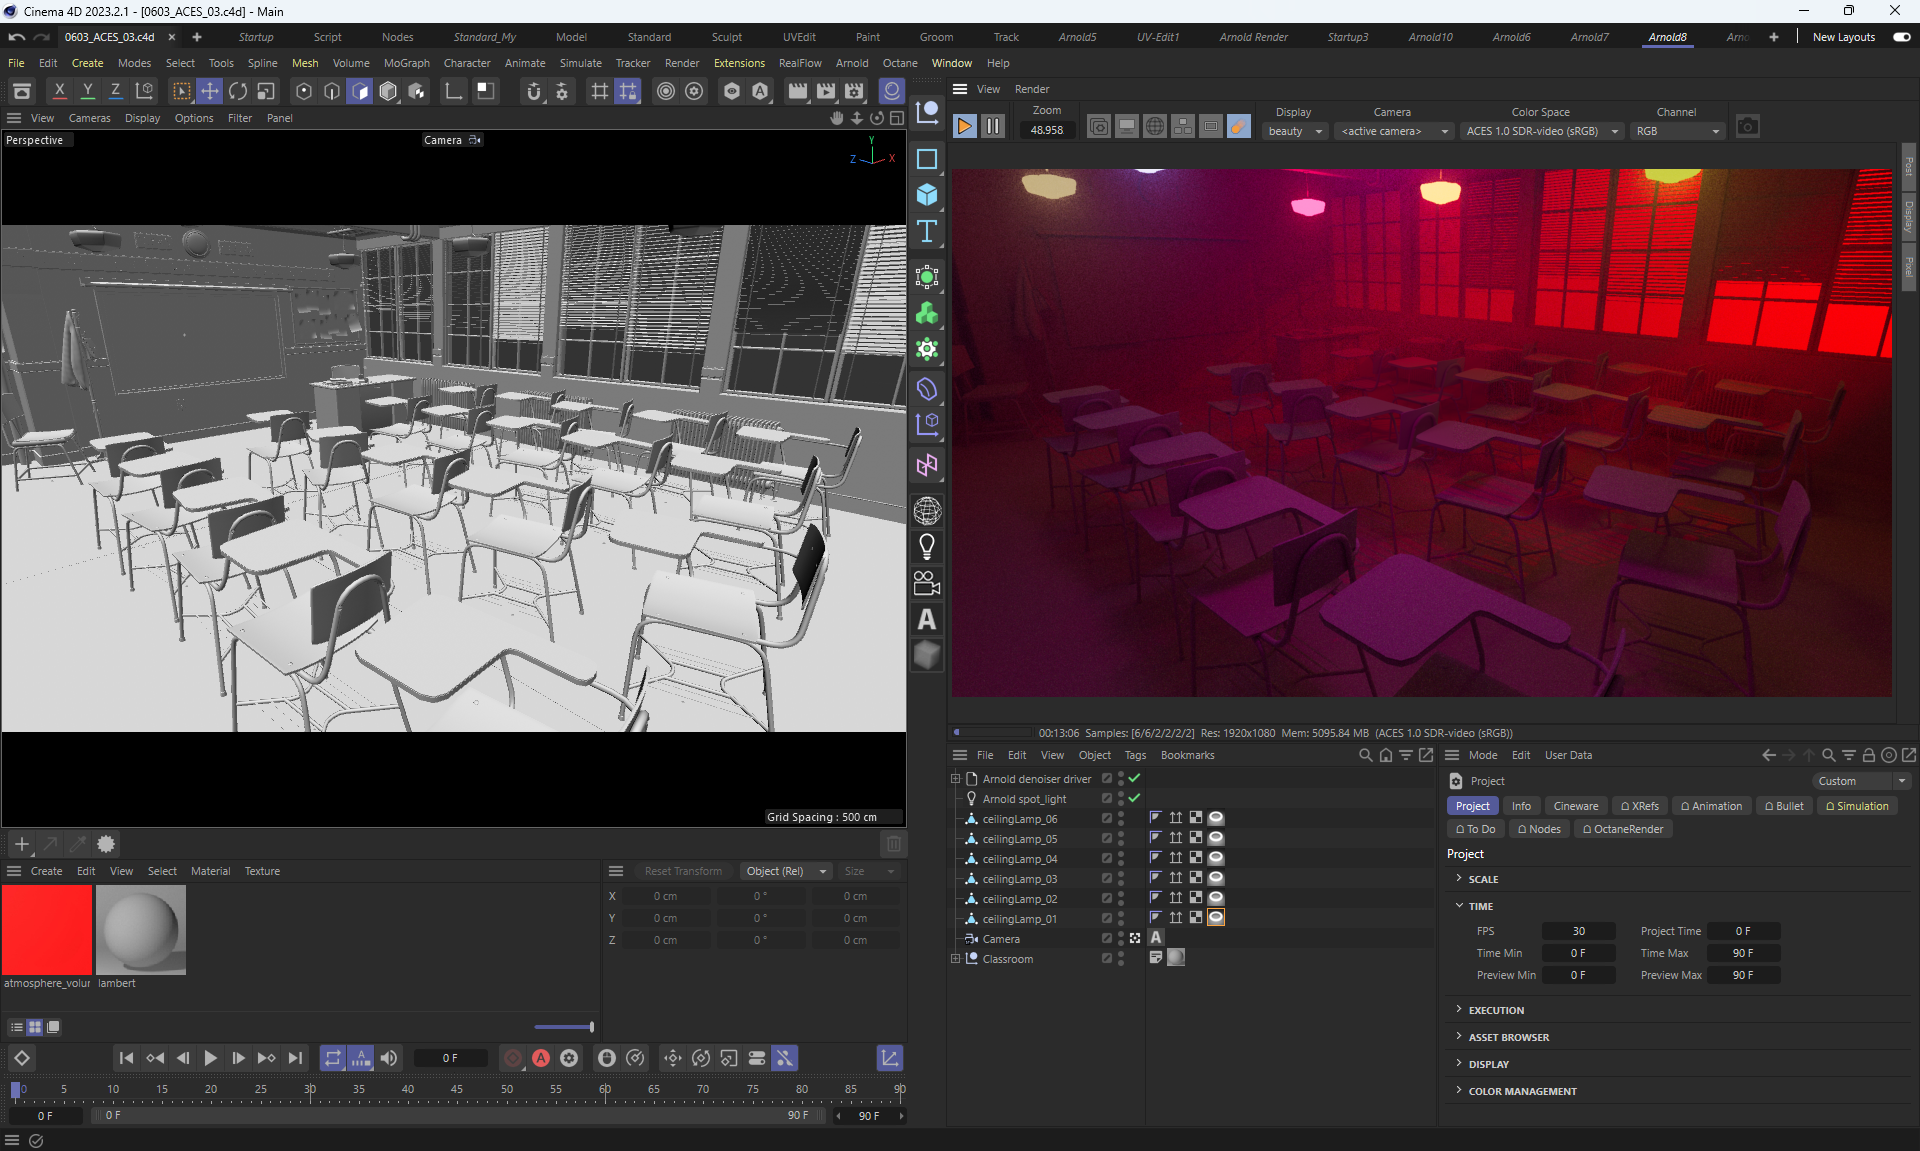 Cinema 4D 2023.2.1 - [0603_ACES_03.c4d] - Main
0603_ACES_03.c4d Startup Script Nodes Standard_My Model Standard Sculpt UVEdit Paint Groom Track Arnold5 UV-Edit1 Arnold Render Startup3 Arnold10 Arnold6 Arnold7 Arnold8 Arno New Layouts
File Edit Create Modes Select Tools Spline Mesh Volume MoGraph Character Animate Simulate Tracker Render Extensions RealFlow Arnold Octane Window Help
X Y Z
View Cameras Display Options Filter Panel
Perspective
Camera
Y
Z X
Grid Spacing : 500 cm
View Render
Zoom Display Camera Color Space Channel
48.958 beauty <active camera> ACES 1.0 SDR-video (sRGB) RGB
Post
Display
Pixel
00:13:06 Samples: [6/6/2/2/2/2] Res: 1920x1080 Mem: 5095.84 MB (ACES 1.0 SDR-video (sRGB))
File Edit View Object Tags Bookmarks
Arnold denoiser driver
Arnold spot_light
ceilingLamp_06
ceilingLamp_05
ceilingLamp_04
ceilingLamp_03
ceilingLamp_02
ceilingLamp_01
Camera
Classroom
Mode Edit User Data
Project Custom
Project Info Cineware XRefs Animation Bullet Simulation
To Do Nodes OctaneRender
Project
SCALE
TIME
FPS 30 Project Time 0 F
Time Min 0 F Time Max 90 F
Preview Min 0 F Preview Max 90 F
EXECUTION
ASSET BROWSER
DISPLAY
COLOR MANAGEMENT
Create Edit View Select Material Texture
atmosphere_volur lambert
Reset Transform Object (Rel) Size
X 0 cm 0 ° 0 cm
Y 0 cm 0 ° 0 cm
Z 0 cm 0 ° 0 cm
0 F
0 5 10 15 20 25 30 35 40 45 50 55 60 65 70 75 80 85 90
0 F 0 F 90 F 90 F